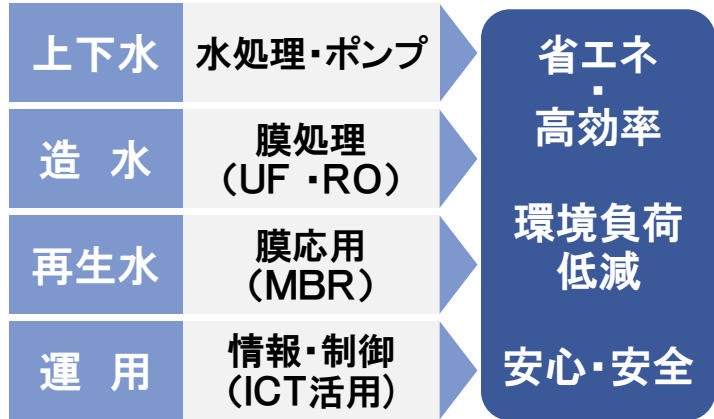 上下水
水処理・ポンプ
造 水
膜処理
（UF ・RO）
再生水
膜応用
（MBR）
運 用
情報・制御
（ICT活用）
省エネ
・
高効率
環境負荷
低減
安心・安全